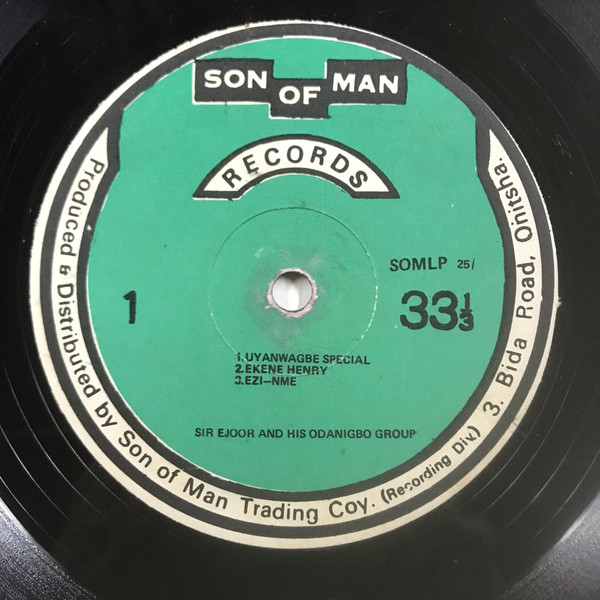 SON OF MAN
RECORDS
SOMLP 25/
1
33⅓
1.UYANWAGBE SPECIAL
2.EKENE HENRY
3.EZI-NME
SIR EJOOR AND HIS ODANIGBO GROUP
Produced & Distributed by Son of Man Trading Coy. (Recording Div.) 3. Bida Road, Onitsha.